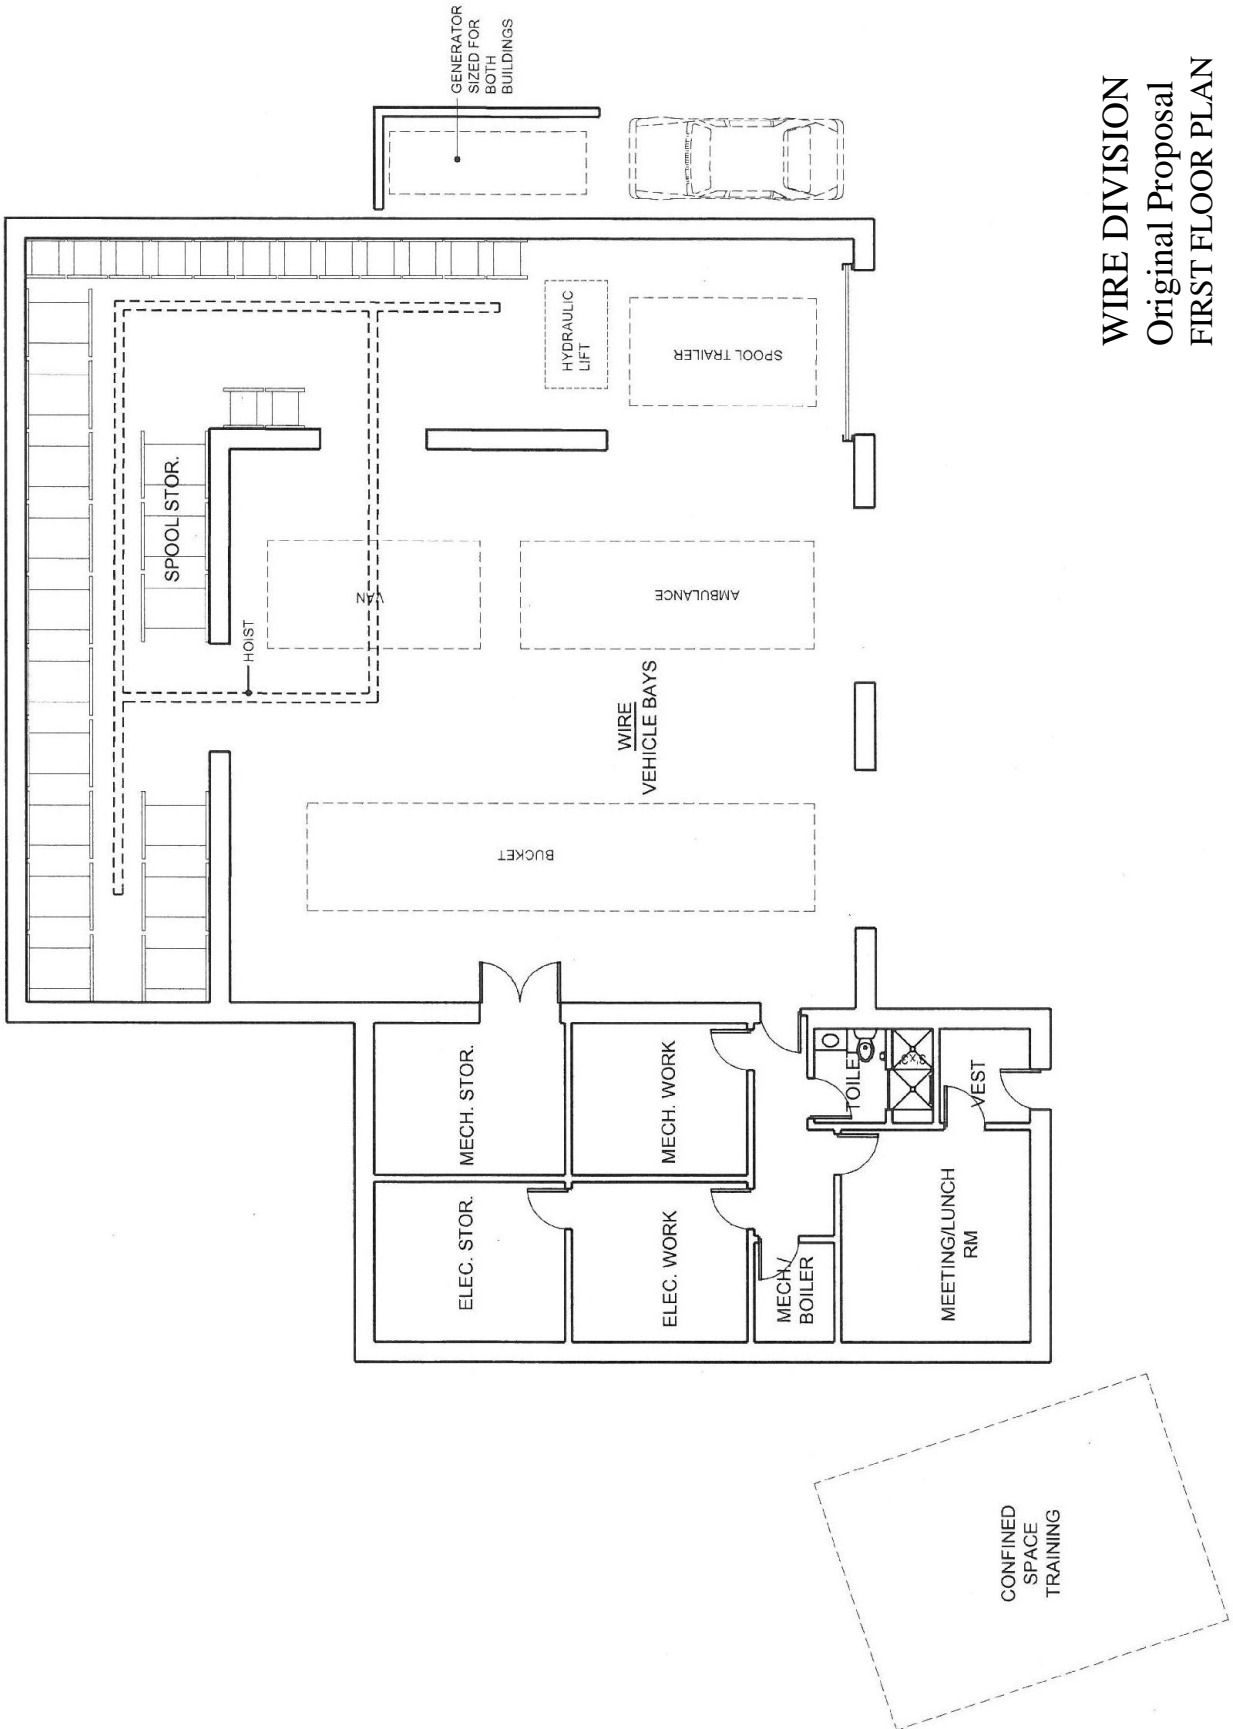 WIRE DIVISION
Original Proposal
FIRST FLOOR PLAN
GENERATOR
SIZED FOR
BOTH
BUILDINGS
SPOOL STOR.
HOIST
HYDRAULIC
LIFT
SPOOL TRAILER
VAN
AMBULANCE
WIRE
VEHICLE BAYS
BUCKET
MECH. STOR.
MECH. WORK
ELEC. STOR.
ELEC. WORK
MECH./
BOILER
TOILET
VEST
MEETING/LUNCH
RM
CONFINED
SPACE
TRAINING